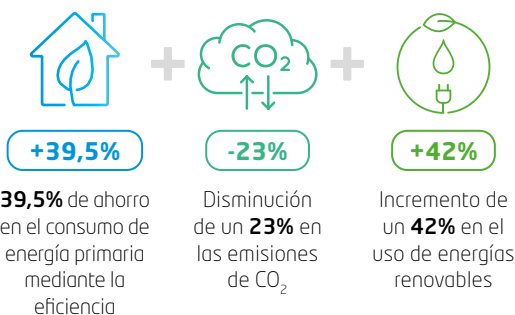 CO₂
+39,5%
39,5% de ahorro
en el consumo de
energía primaria
mediante la
eficiencia
-23%
Disminución
de un 23% en
las emisiones
de CO₂
+42%
Incremento de
un 42% en el
uso de energías
renovables